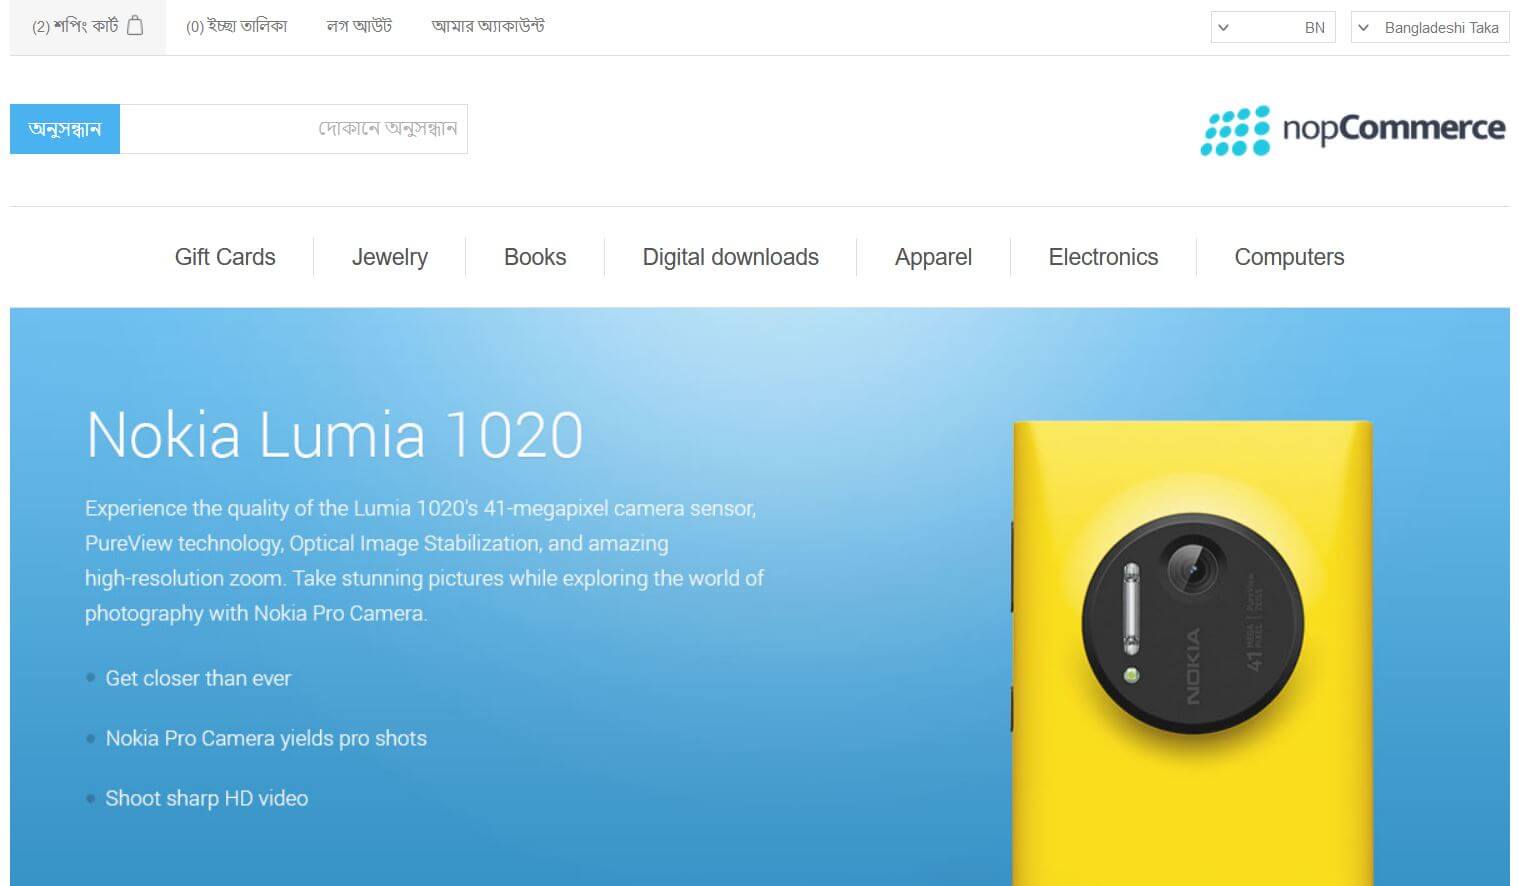 (2) শপিং কার্ট
(0) ইচ্ছা তালিকা
লগ আউট
আমার অ্যাকাউন্ট
BN
Bangladeshi Taka
অনুসন্ধান
দোকানে অনুসন্ধান
nopCommerce
Gift Cards
Jewelry
Books
Digital downloads
Apparel
Electronics
Computers
Nokia Lumia 1020
Experience the quality of the Lumia 1020's 41-megapixel camera sensor,
PureView technology, Optical Image Stabilization, and amazing
high-resolution zoom. Take stunning pictures while exploring the world of
photography with Nokia Pro Camera.
Get closer than ever
Nokia Pro Camera yields pro shots
Shoot sharp HD video
NOKIA
41 MEGA PIXEL
PureView
ZEISS